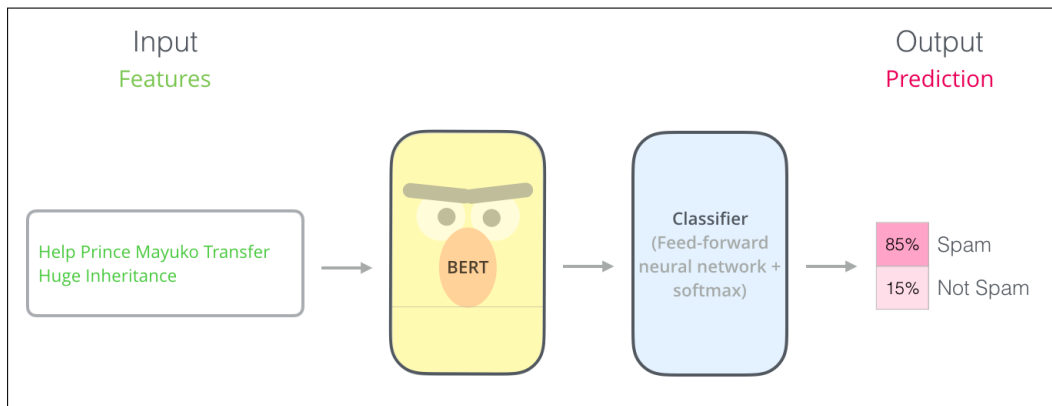 Input
Features
Output
Prediction
Help Prince Mayuko Transfer
Huge Inheritance
BERT
Classifier
(Feed-forward
neural network +
softmax)
85% Spam
15% Not Spam